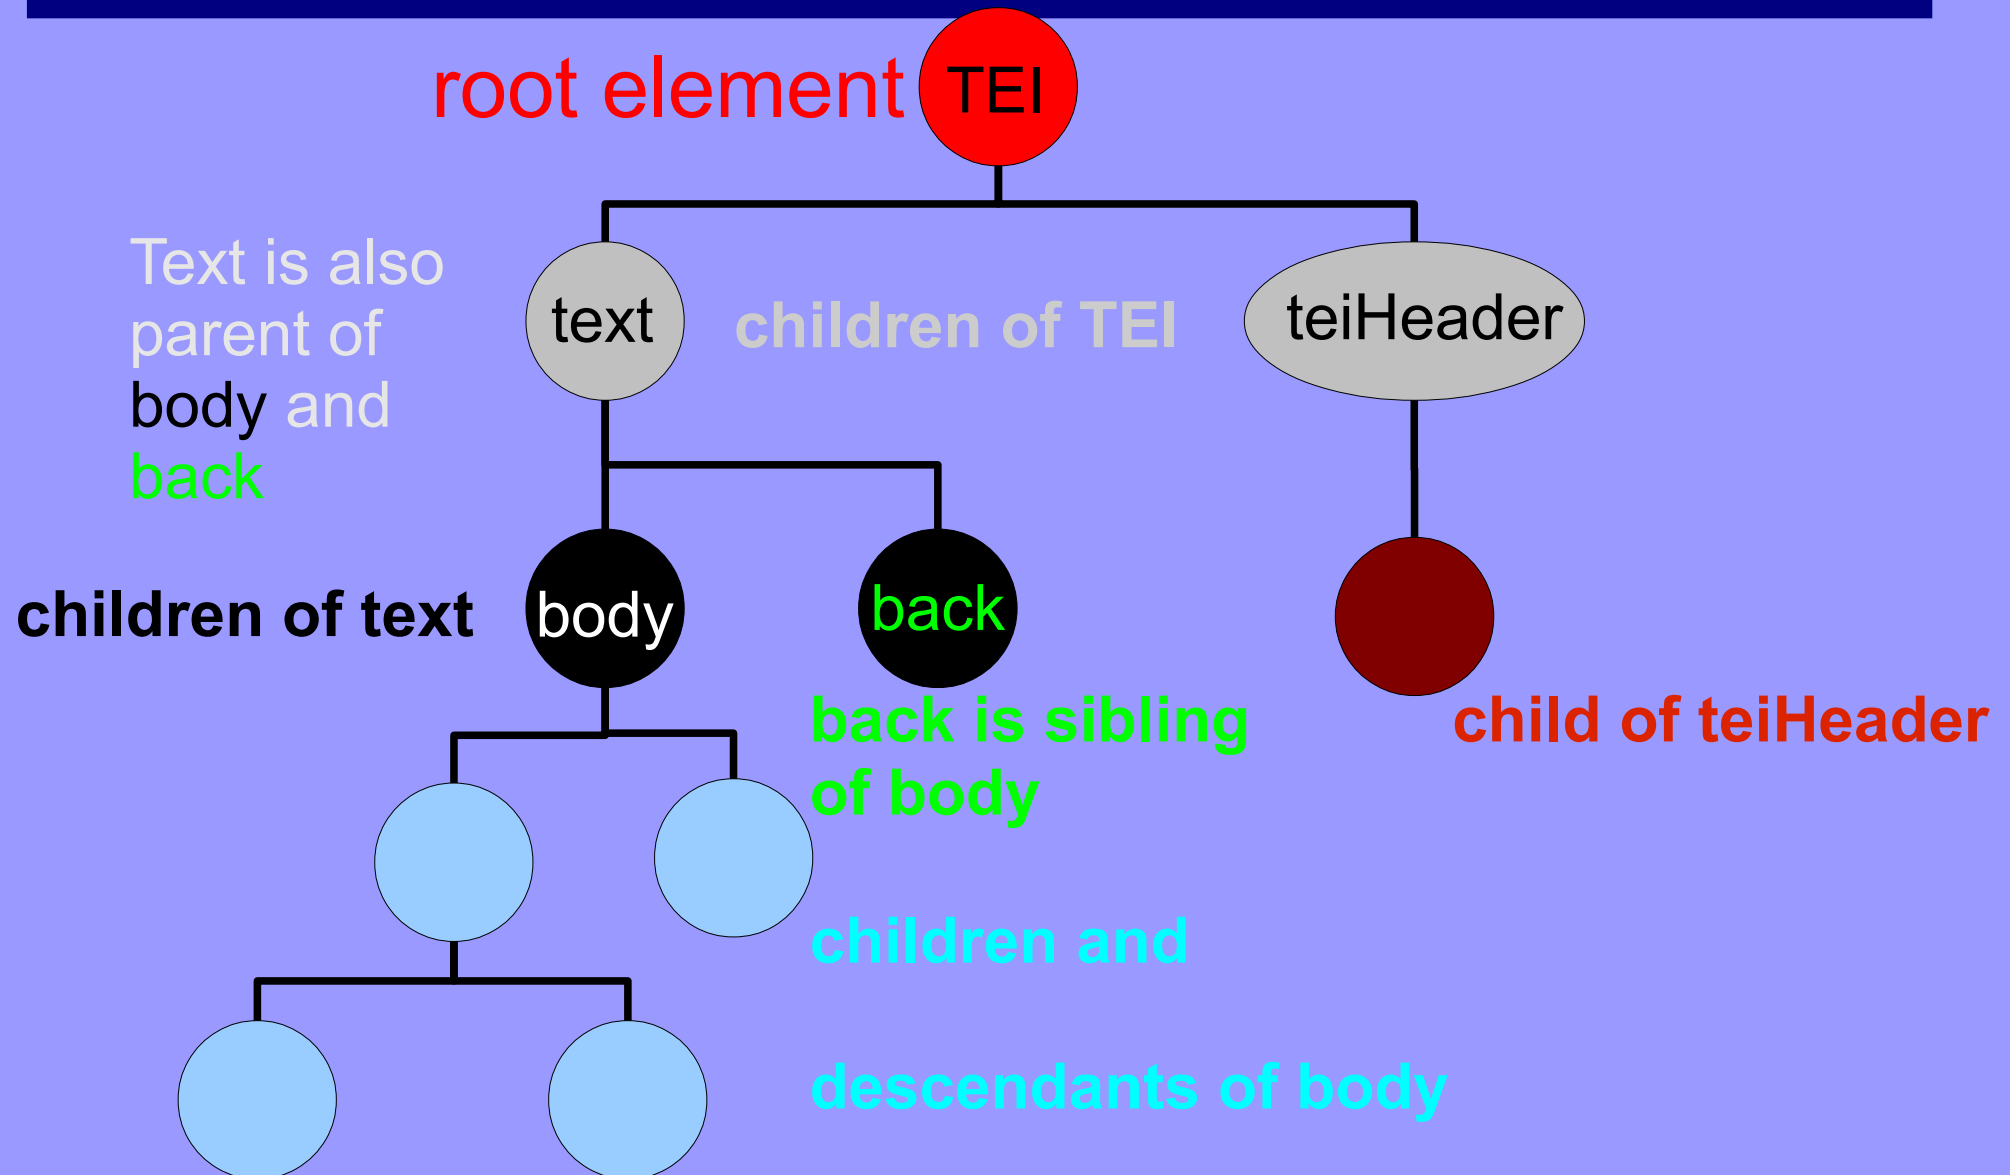 root element
TEI
Text is also
parent of
body and
back
text
children of TEI
teiHeader
children of text
body
back
back is sibling
of body
child of teiHeader
children and
descendants of body